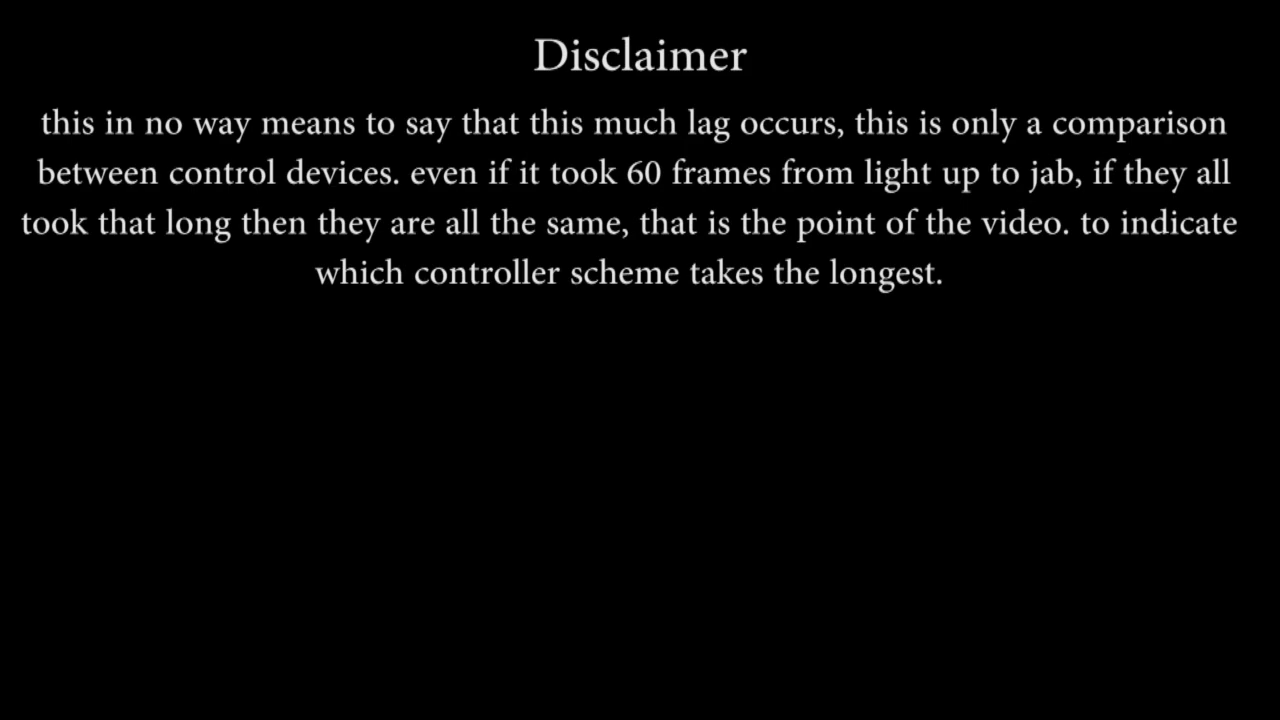 Disclaimer
this in no way means to say that this much lag occurs, this is only a comparison
between control devices. even if it took 60 frames from light up to jab, if they all
took that long then they are all the same, that is the point of the video. to indicate
which controller scheme takes the longest.